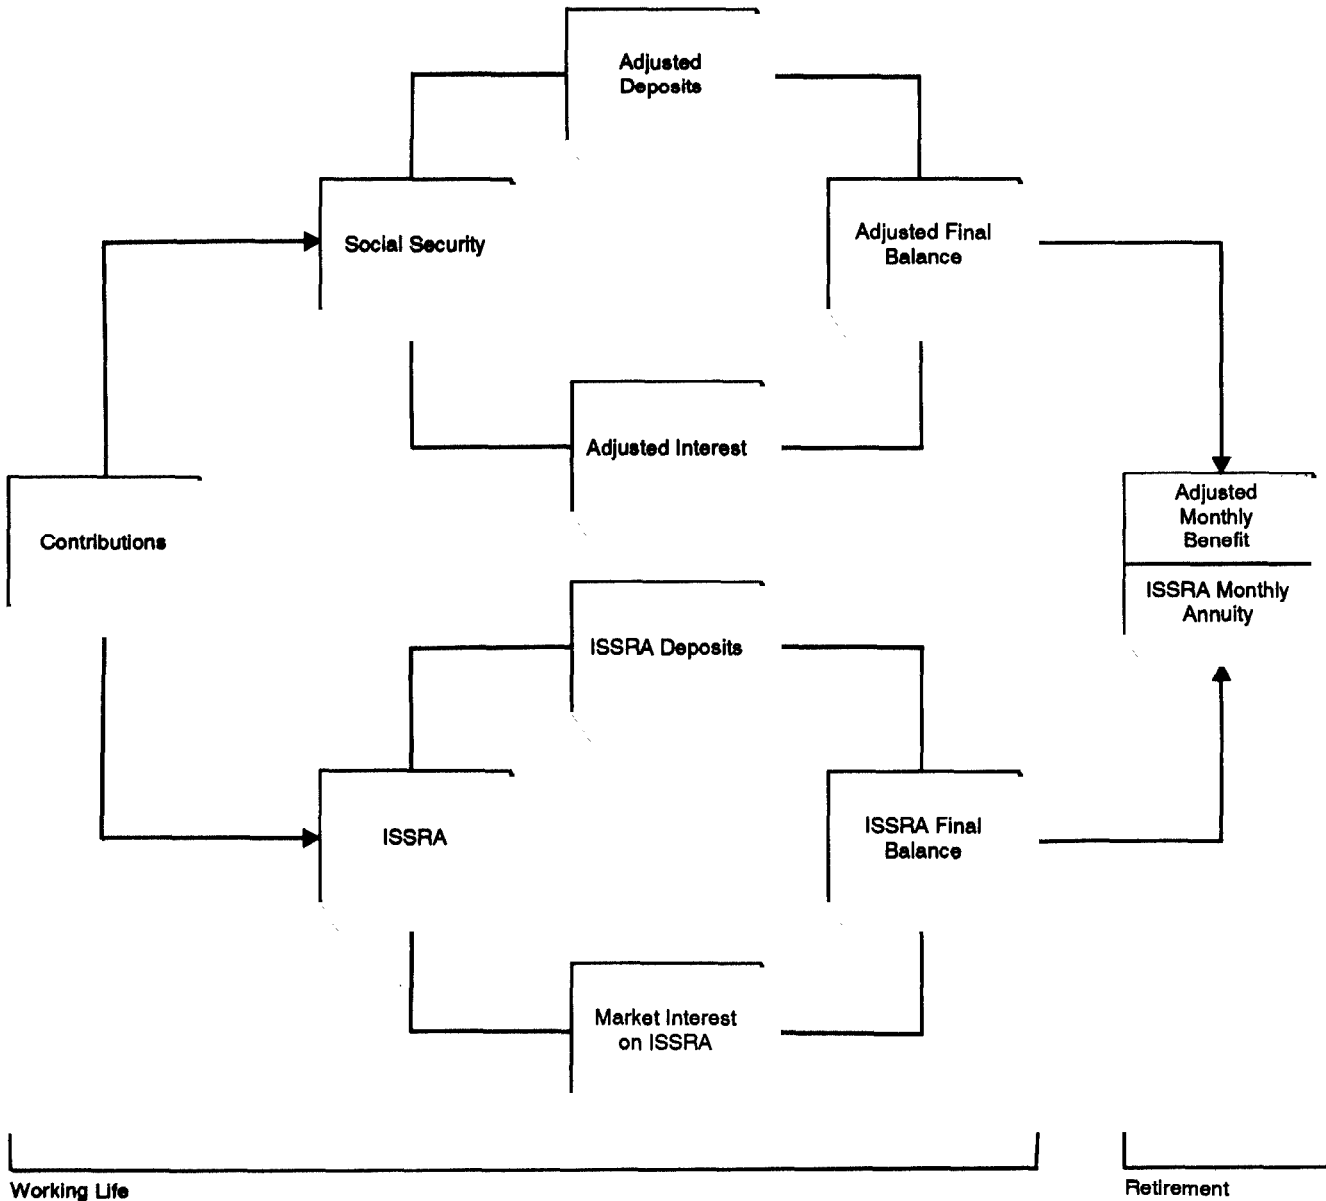 Adjusted
Deposits
Social Security
Adjusted Final
Balance
Adjusted Interest
Contributions
Adjusted
Monthly
Benefit
ISSRA Monthly
Annuity
ISSRA Deposits
ISSRA
ISSRA Final
Balance
Market Interest
on ISSRA
Working Life
Retirement